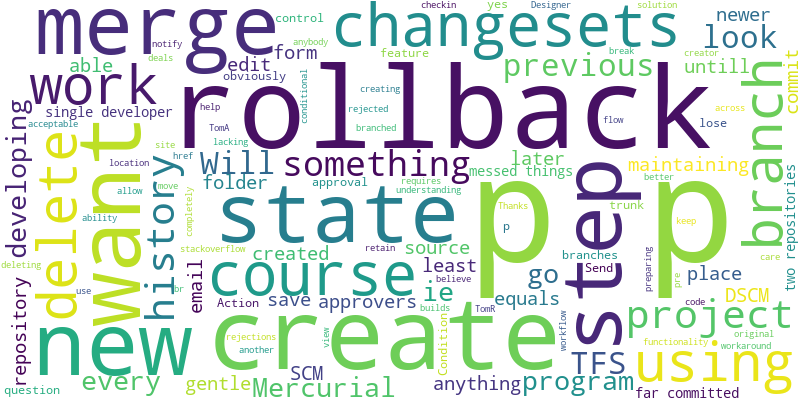 checkin Designer solution
control yes
merge changesets newer
notify anybody look
able form feature
deals edit previous break creator untill
work obviously
single developer rollback branch commit
conditional creating rejected branched
help TomA flow across lose
acceptable lacking
developing delete want location site href Will something later messed things step maintaining better
allow move folder approval requires understanding trunk keep
ability history completely state p p Thanks p care pre two repositories
stackoverflow retain believe branches Send
deleting created source preparing place
repository use br email course least go code DSCM
Action save approvers ie equals original
new create builds TomR project
rejections view Condition workflow functionality workaround
another SCM TFS using
question every gentle Mercurial anything program far committed